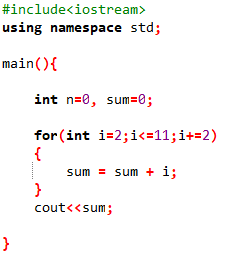 #include<iostream>
using namespace std;
main(){
int n=0, sum=0;
for(int i=2;i<=11;i+=2)
{
sum = sum + i;
}
cout<<sum;
}